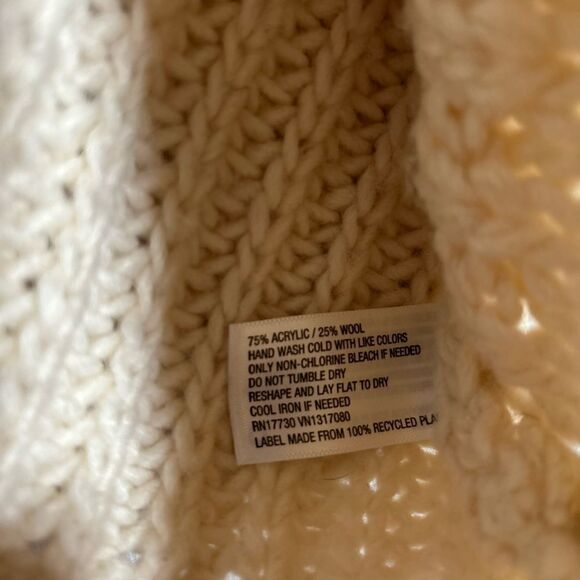 75% ACRYLIC / 25% WOOL
HAND WASH COLD WITH LIKE COLORS
ONLY NON-CHLORINE BLEACH IF NEEDED
DO NOT TUMBLE DRY
RESHAPE AND LAY FLAT TO DRY
COOL IRON IF NEEDED
RN17730 VN1317080
LABEL MADE FROM 100% RECYCLED PLA